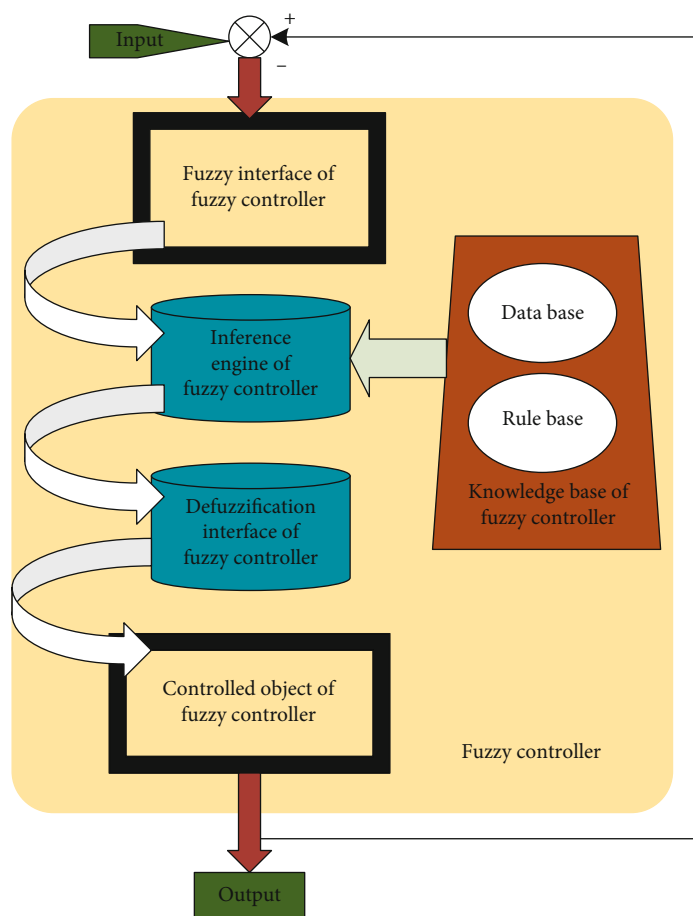 +
Input
−
Fuzzy interface of
fuzzy controller
Inference
engine of
fuzzy controller
Data base
Rule base
Knowledge base of
fuzzy controller
Defuzzification
interface of
fuzzy controller
Controlled object of
fuzzy controller
Fuzzy controller
Output